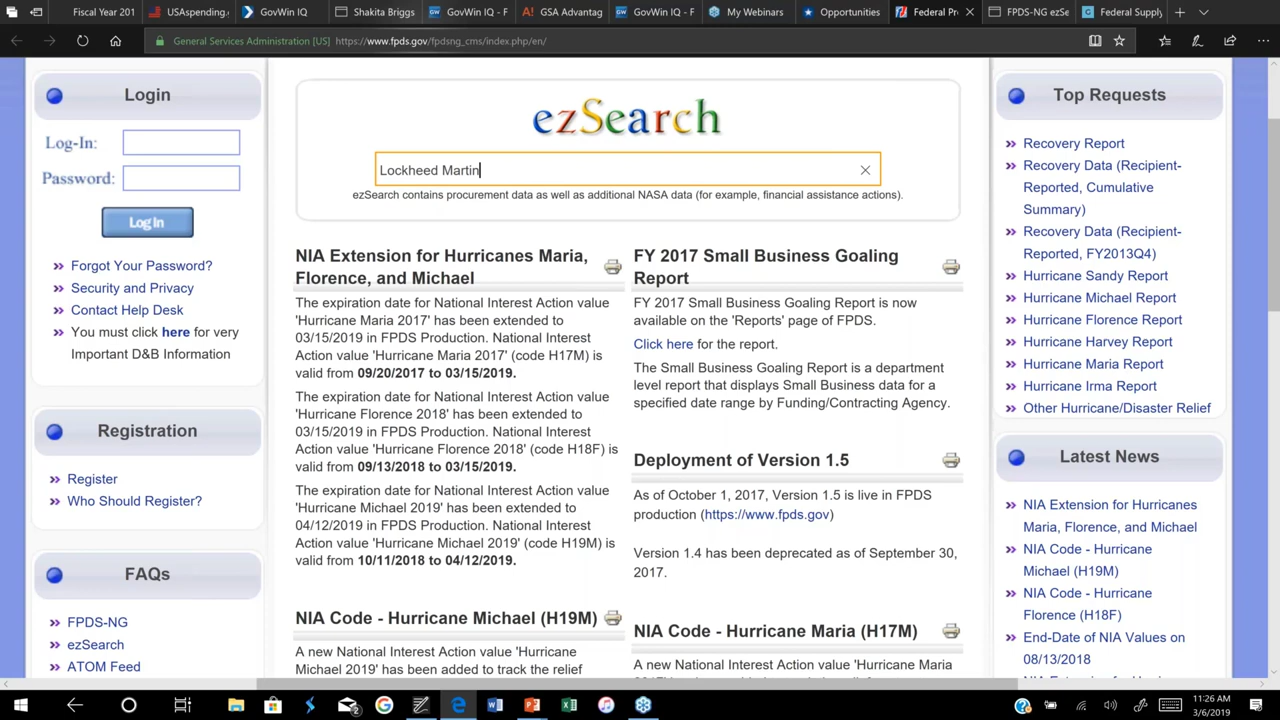 Fiscal Year 201
USAspending.
GovWin IQ
Shakita Briggs
GovWin IQ - F
GSA Advantag
GovWin IQ - F
My Webinars
Opportunities
Federal Pro
FPDS-NG ezSe
Federal Supply
General Services Administration [US]
https://www.fpds.gov/fpdsng_cms/index.php/en/
Login
Log-In:
Password:
Log In
Forgot Your Password?
Security and Privacy
Contact Help Desk
You must click here for very
Important D&B Information
Registration
Register
Who Should Register?
FAQs
FPDS-NG
ezSearch
ATOM Feed
ezSearch
Lockheed Martin
ezSearch contains procurement data as well as additional NASA data (for example, financial assistance actions).
NIA Extension for Hurricanes Maria,
Florence, and Michael
The expiration date for National Interest Action value
'Hurricane Maria 2017' has been extended to
03/15/2019 in FPDS Production. National Interest
Action value 'Hurricane Maria 2017' (code H17M) is
valid from 09/20/2017 to 03/15/2019.
The expiration date for National Interest Action value
'Hurricane Florence 2018' has been extended to
03/15/2019 in FPDS Production. National Interest
Action value 'Hurricane Florence 2018' (code H18F) is
valid from 09/13/2018 to 03/15/2019.
The expiration date for National Interest Action value
'Hurricane Michael 2019' has been extended to
04/12/2019 in FPDS Production. National Interest
Action value 'Hurricane Michael 2019' (code H19M) is
valid from 10/11/2018 to 04/12/2019.
NIA Code - Hurricane Michael (H19M)
A new National Interest Action value 'Hurricane
Michael 2019' has been added to track the relief
FY 2017 Small Business Goaling
Report
FY 2017 Small Business Goaling Report is now
available on the 'Reports' page of FPDS.
Click here for the report.
The Small Business Goaling Report is a department
level report that displays Small Business data for a
specified date range by Funding/Contracting Agency.
Deployment of Version 1.5
As of October 1, 2017, Version 1.5 is live in FPDS
production (https://www.fpds.gov)
Version 1.4 has been deprecated as of September 30,
2017.
NIA Code - Hurricane Maria (H17M)
A new National Interest Action value 'Hurricane Maria
Top Requests
Recovery Report
Recovery Data (Recipient-
Reported, Cumulative
Summary)
Recovery Data (Recipient-
Reported, FY2013Q4)
Hurricane Sandy Report
Hurricane Michael Report
Hurricane Florence Report
Hurricane Harvey Report
Hurricane Maria Report
Hurricane Irma Report
Other Hurricane/Disaster Relief
Latest News
NIA Extension for Hurricanes
Maria, Florence, and Michael
NIA Code - Hurricane
Michael (H19M)
NIA Code - Hurricane
Florence (H18F)
End-Date of NIA Values on
08/13/2018
11:26 AM
3/6/2019